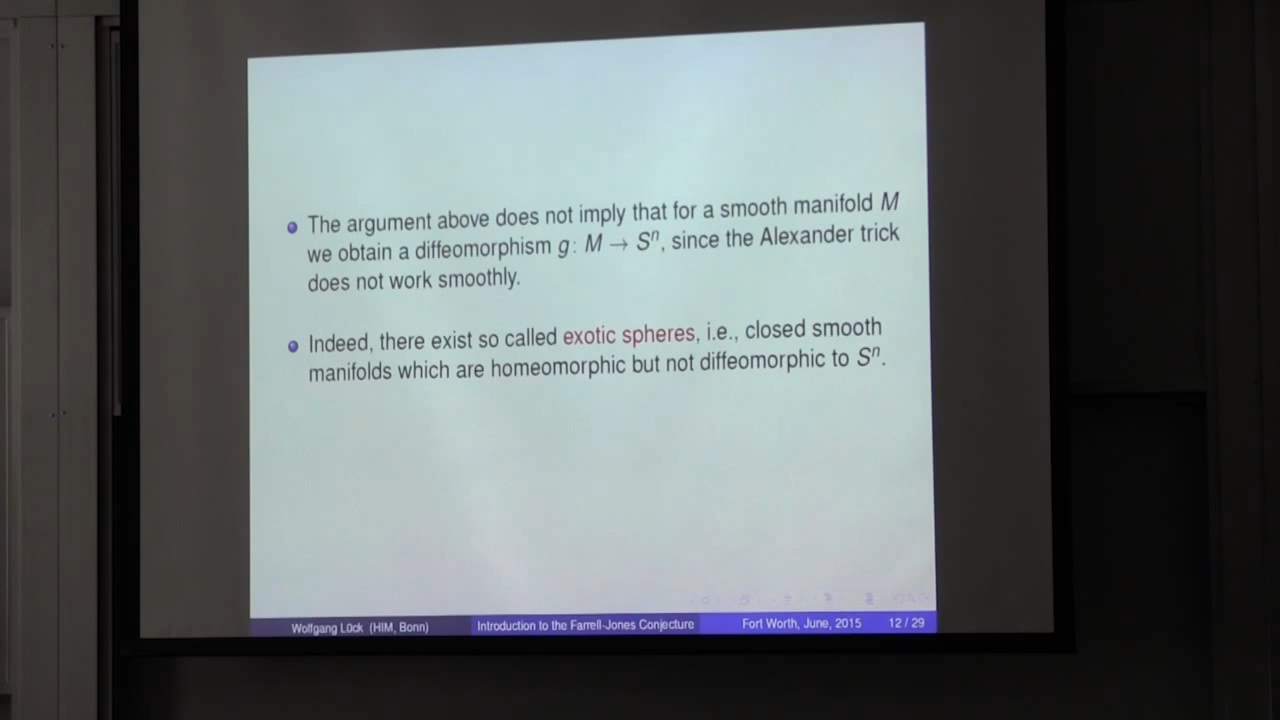 The argument above does not imply that for a smooth manifold M
we obtain a diffeomorphism g: M → Sⁿ, since the Alexander trick
does not work smoothly.
Indeed, there exist so called exotic spheres, i.e., closed smooth
manifolds which are homeomorphic but not diffeomorphic to Sⁿ.
Wolfgang Lück (HIM, Bonn) Introduction to the Farrell-Jones Conjecture Fort Worth, June, 2015 12 / 29